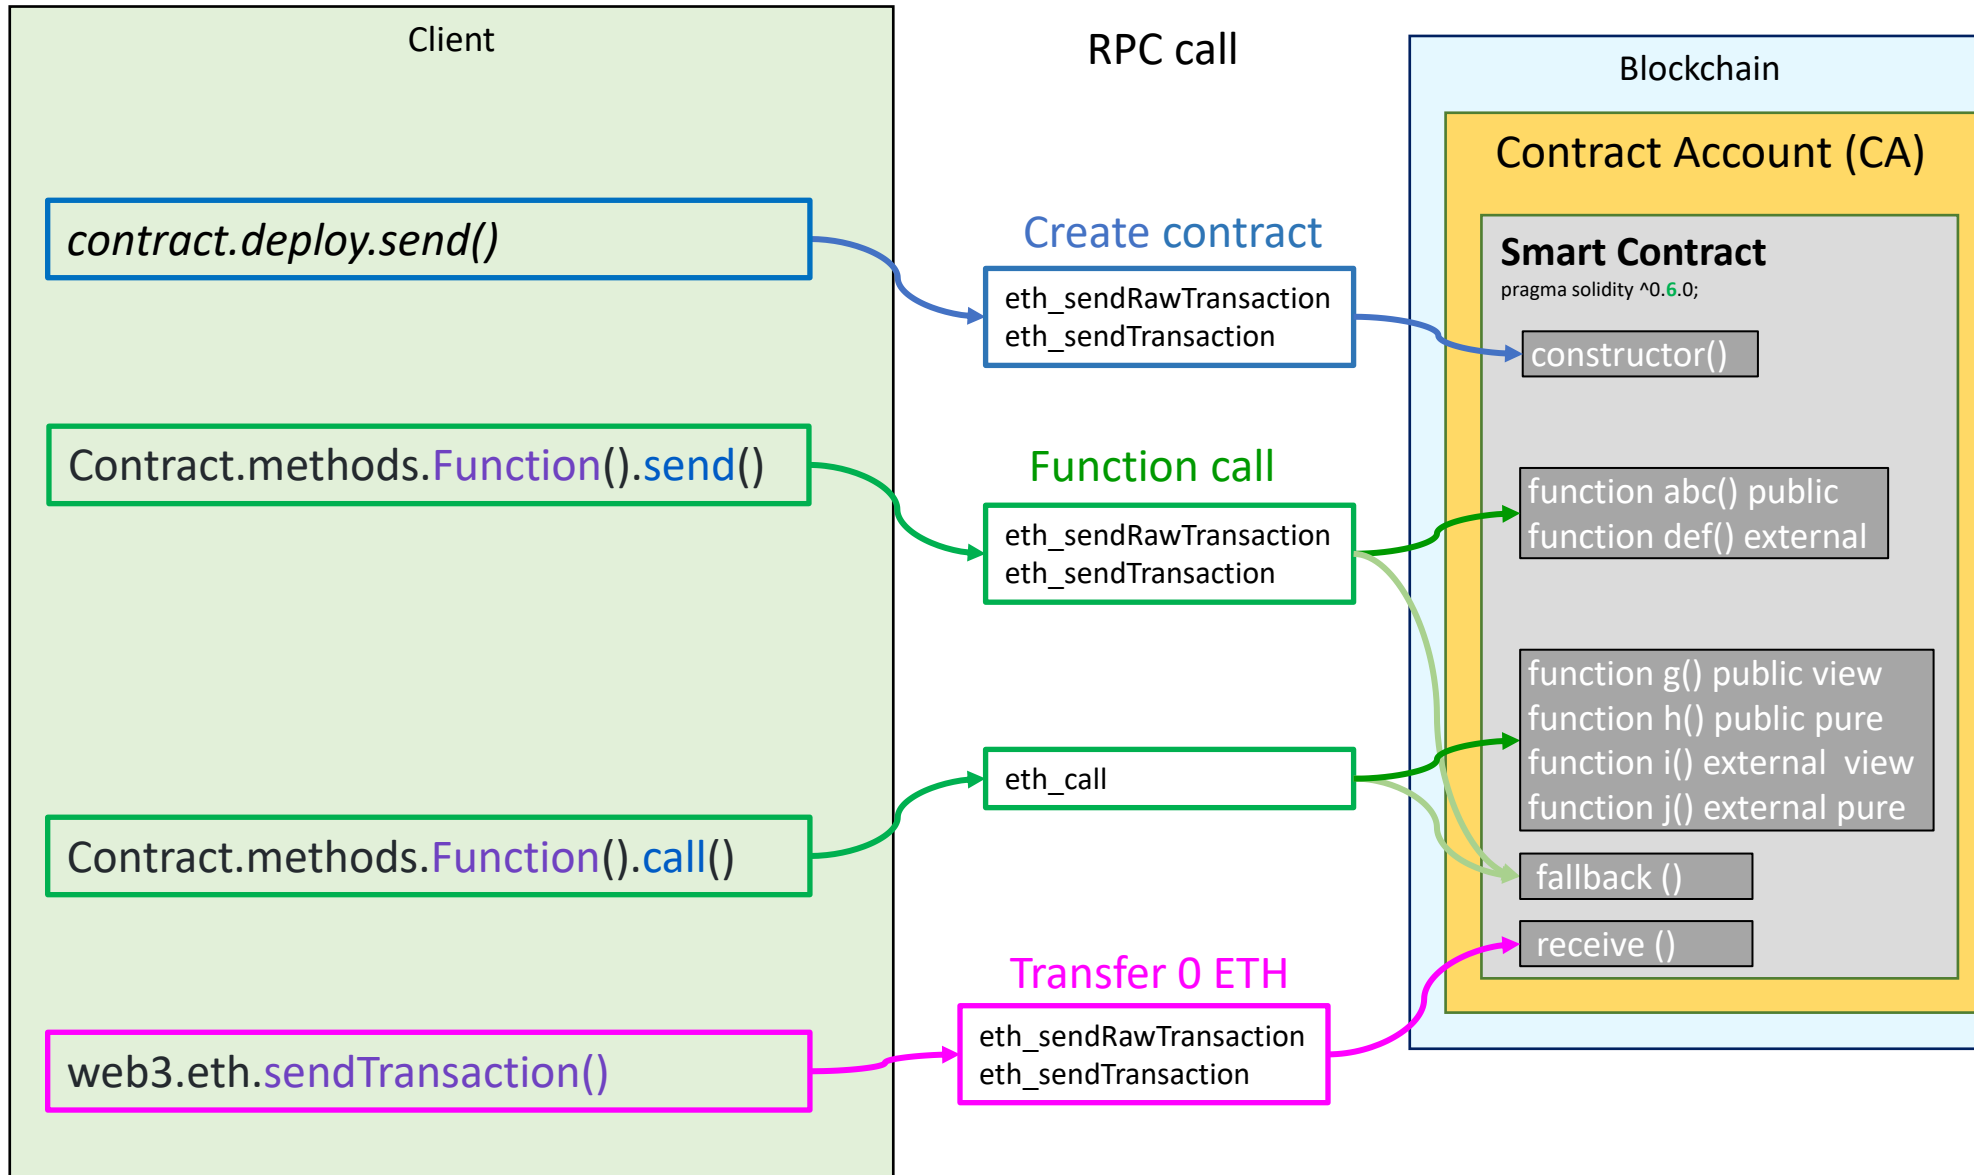 Client
RPC call
Blockchain
Contract Account (CA)
contract.deploy.send()
Create contract
eth_sendRawTransaction
eth_sendTransaction
Smart Contract
pragma solidity ^0.6.0;
constructor()
Contract.methods.Function().send()
Function call
eth_sendRawTransaction
eth_sendTransaction
function abc() public
function def() external
function g() public view
function h() public pure
function i() external  view
function j() external pure
eth_call
Contract.methods.Function().call()
fallback ()
receive ()
Transfer 0 ETH
eth_sendRawTransaction
eth_sendTransaction
web3.eth.sendTransaction()